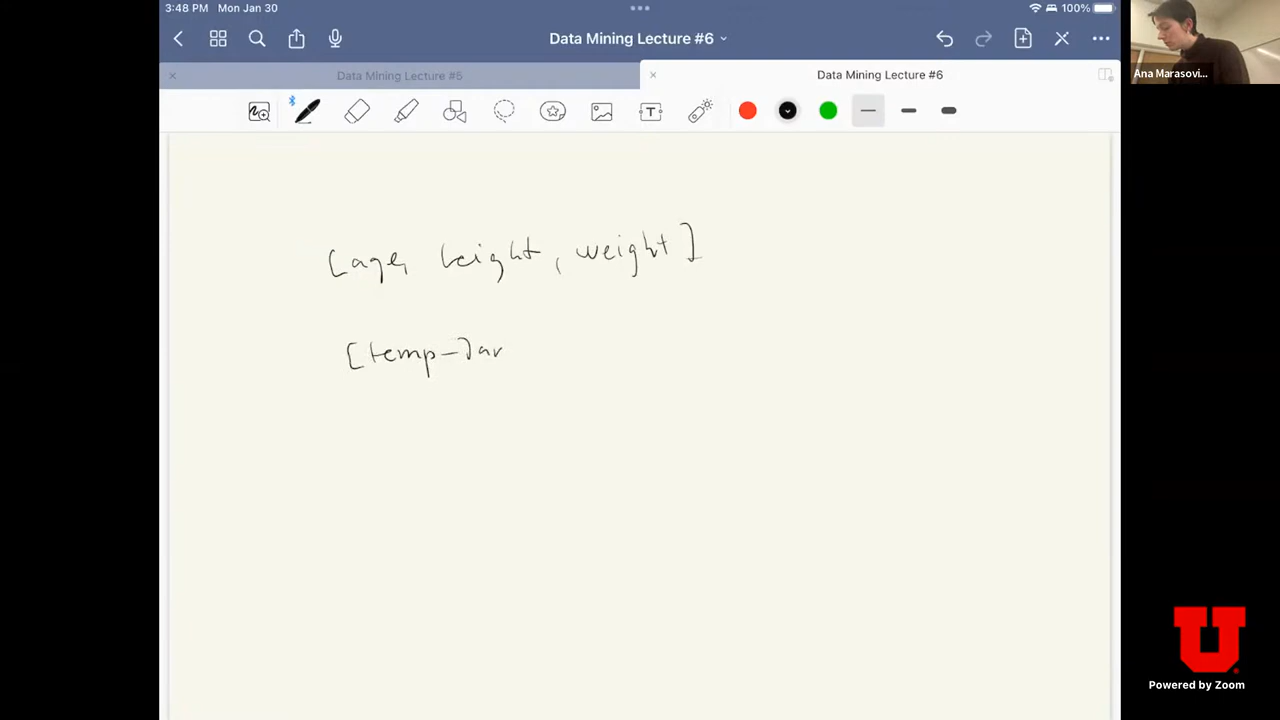 3:48 PM Mon Jan 30
100%
Data Mining Lecture #6
Data Mining Lecture #5
Data Mining Lecture #6
Ana Marasovi...
T
[age, height, weight]
[temp-Jan
U
Powered by Zoom